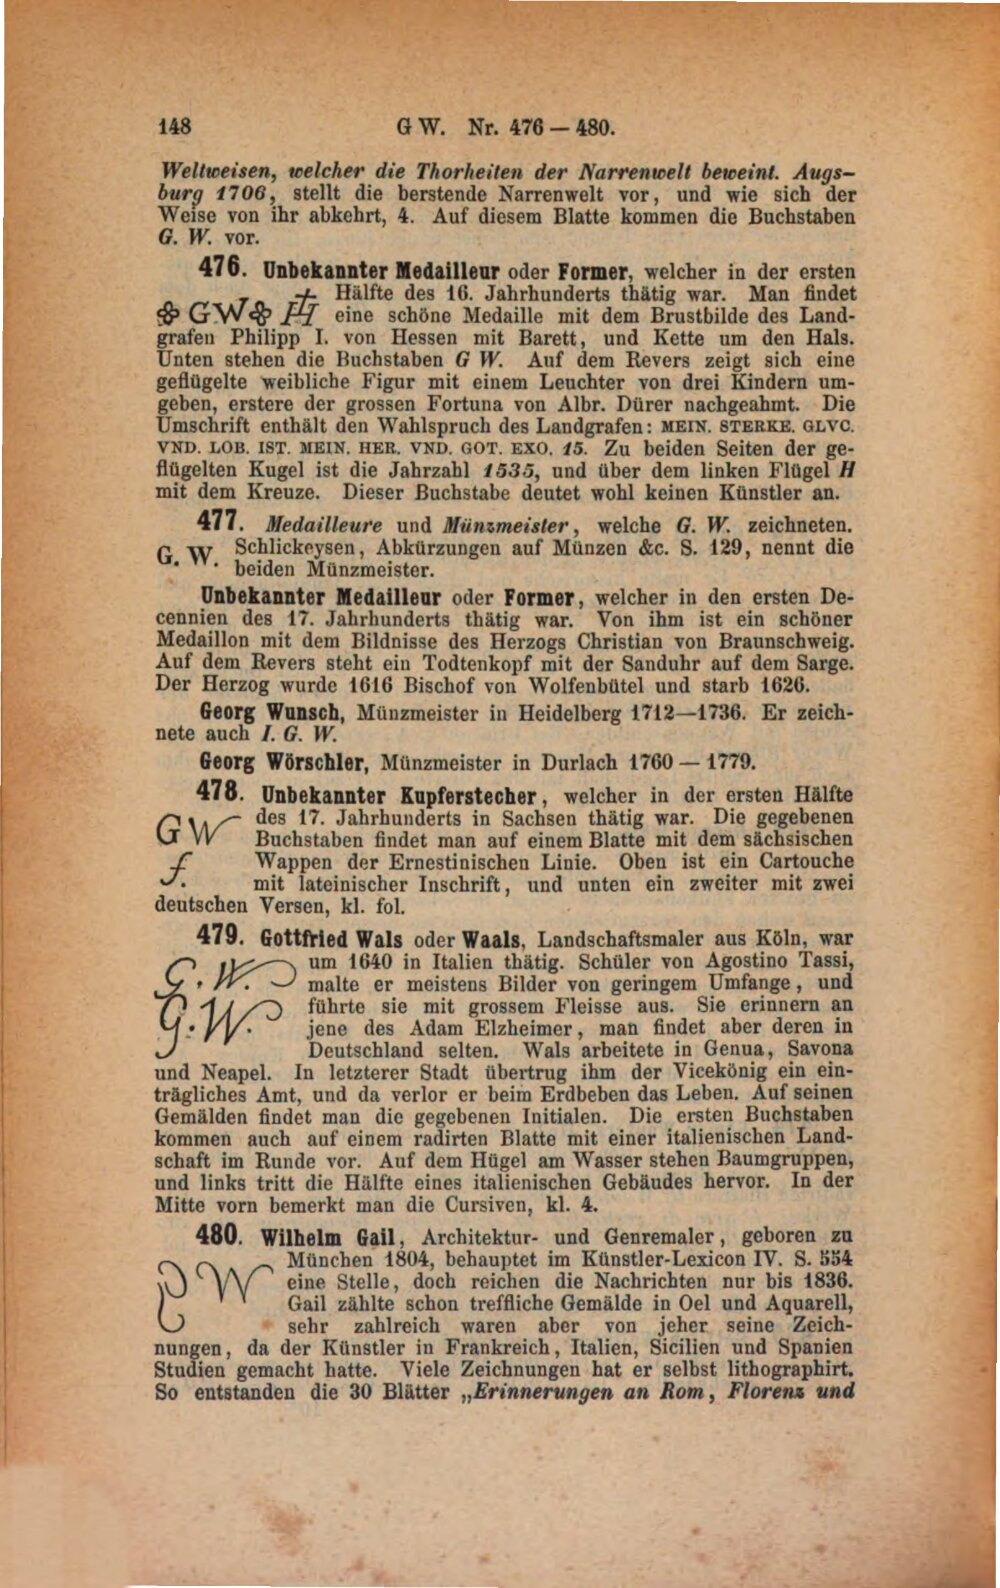 148 G W. Nr. 476 — 480.
Weltweisen, welcher die Thorheiten der Narrenwelt beweint. Augs-
burg 1706, stellt die berstende Narrenwelt vor, und wie sich der
Weise von ihr abkehrt, 4. Auf diesem Blatte kommen die Buchstaben
G. W. vor.
476. Unbekannter Medailleur oder Former, welcher in der ersten
Hälfte des 16. Jahrhunderts thätig war. Man findet
GW H eine schöne Medaille mit dem Brustbilde des Land-
grafen Philipp I. von Hessen mit Barett, und Kette um den Hals.
Unten stehen die Buchstaben G W. Auf dem Revers zeigt sich eine
geflügelte weibliche Figur mit einem Leuchter von drei Kindern um-
geben, erstere der grossen Fortuna von Albr. Dürer nachgeahmt. Die
Umschrift enthält den Wahlspruch des Landgrafen: MEIN. STERKE. GLVC.
VND. LOB. IST. MEIN. HER. VND. GOT. EXO. 15. Zu beiden Seiten der ge-
flügelten Kugel ist die Jahrzahl 1535, und über dem linken Flügel H
mit dem Kreuze. Dieser Buchstabe deutet wohl keinen Künstler an.
477. Medailleure und Münzmeister, welche G. W. zeichneten.
G. W. Schlickeysen, Abkürzungen auf Münzen &c. S. 129, nennt die
beiden Münzmeister.
Unbekannter Medailleur oder Former, welcher in den ersten De-
cennien des 17. Jahrhunderts thätig war. Von ihm ist ein schöner
Medaillon mit dem Bildnisse des Herzogs Christian von Braunschweig.
Auf dem Revers steht ein Todtenkopf mit der Sanduhr auf dem Sarge.
Der Herzog wurde 1616 Bischof von Wolfenbütel und starb 1626.
Georg Wunsch, Münzmeister in Heidelberg 1712—1736. Er zeich-
nete auch I. G. W.
Georg Wörschler, Münzmeister in Durlach 1760 — 1779.
478. Unbekannter Kupferstecher, welcher in der ersten Hälfte
des 17. Jahrhunderts in Sachsen thätig war. Die gegebenen
GW Buchstaben findet man auf einem Blatte mit dem sächsischen
f. Wappen der Ernestinischen Linie. Oben ist ein Cartouche
mit lateinischer Inschrift, und unten ein zweiter mit zwei
deutschen Versen, kl. fol.
479. Gottfried Wals oder Waals, Landschaftsmaler aus Köln, war
um 1640 in Italien thätig. Schüler von Agostino Tassi,
G. W. malte er meistens Bilder von geringem Umfange, und
führte sie mit grossem Fleisse aus. Sie erinnern an
G. W. jene des Adam Elzheimer, man findet aber deren in
Deutschland selten. Wals arbeitete in Genua, Savona
und Neapel. In letzterer Stadt übertrug ihm der Vicekönig ein ein-
trägliches Amt, und da verlor er beim Erdbeben das Leben. Auf seinen
Gemälden findet man die gegebenen Initialen. Die ersten Buchstaben
kommen auch auf einem radirten Blatte mit einer italienischen Land-
schaft im Runde vor. Auf dem Hügel am Wasser stehen Baumgruppen,
und links tritt die Hälfte eines italienischen Gebäudes hervor. In der
Mitte vorn bemerkt man die Cursiven, kl. 4.
480. Wilhelm Gail, Architektur- und Genremaler, geboren zu
München 1804, behauptet im Künstler-Lexicon IV. S. 554
eine Stelle, doch reichen die Nachrichten nur bis 1836.
Gail zählte schon treffliche Gemälde in Oel und Aquarell,
sehr zahlreich waren aber von jeher seine Zeich-
nungen, da der Künstler in Frankreich, Italien, Sicilien und Spanien
Studien gemacht hatte. Viele Zeichnungen hat er selbst lithographirt.
So entstanden die 30 Blätter „Erinnerungen an Rom, Florenz und